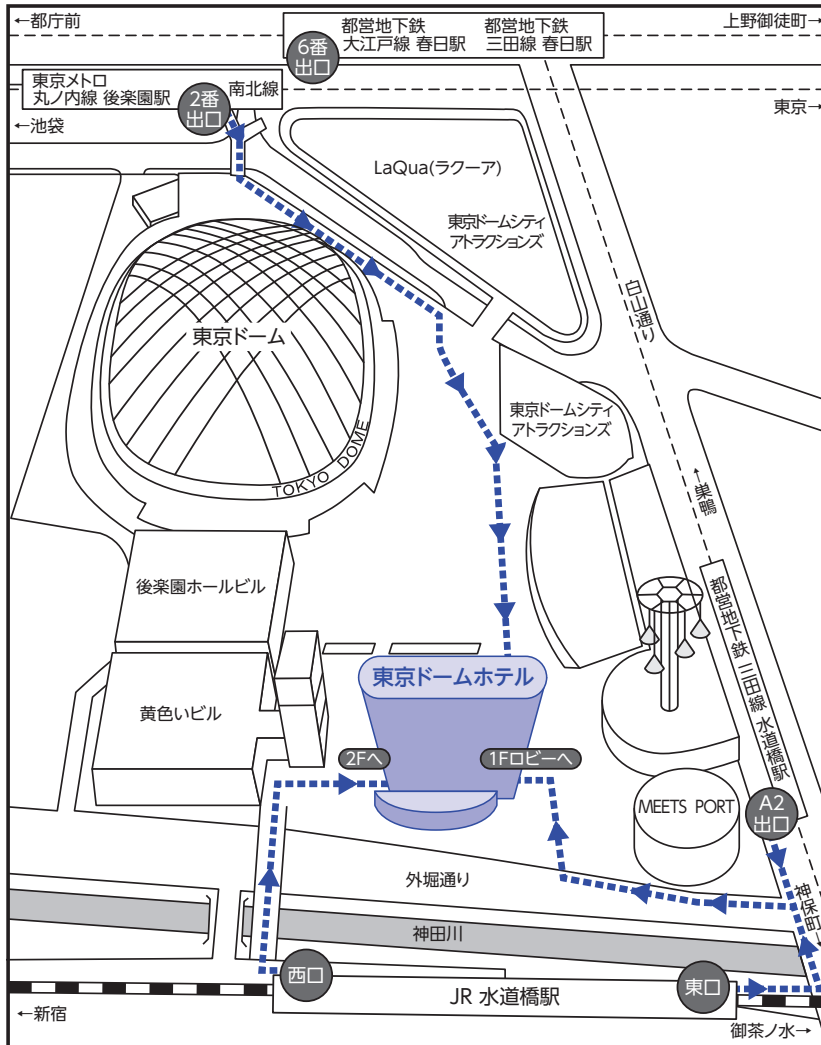 ←都庁前
都営地下鉄
大江戸線 春日駅
都営地下鉄
三田線 春日駅
上野御徒町→
6番
出口
東京メトロ
丸ノ内線 後楽園駅
2番
出口
南北線
←池袋
東京→
LaQua(ラクーア)
東京ドームシティ
アトラクションズ
白山通り
東京ドーム
TOKYO DOME
東京ドームシティ
アトラクションズ
←巣鴨
後楽園ホールビル
都営地下鉄 三田線 水道橋駅
東京ドームホテル
黄色いビル
2Fへ
1Fロビーへ
MEETS PORT
A2
出口
外堀通り
神保町→
神田川
西口
JR 水道橋駅
東口
←新宿
御茶ノ水→